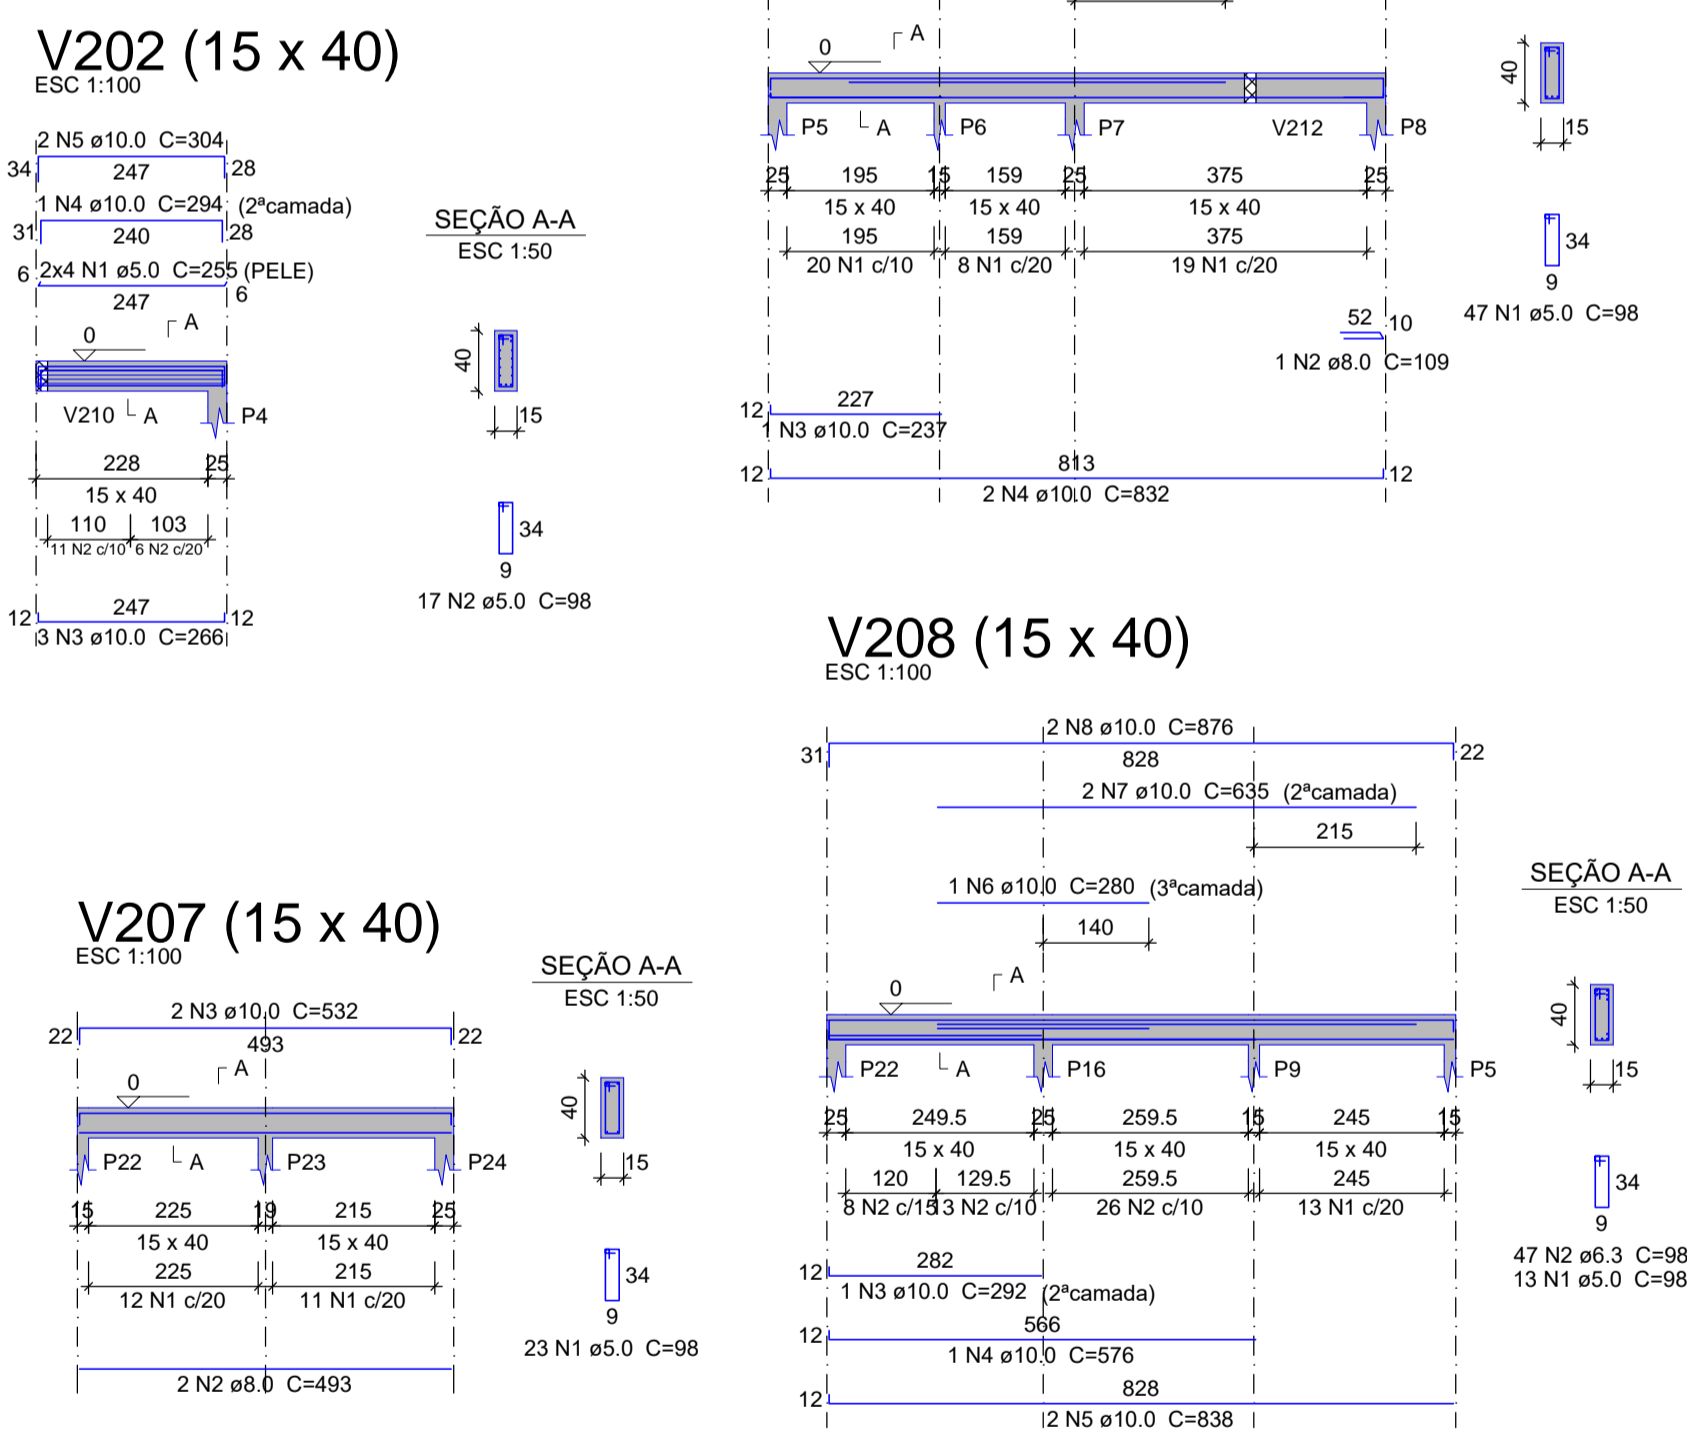 V202 (15 x 40)
ESC 1:100
2 N5 ø10.0 C=304
34 247 28
1 N4 ø10.0 C=294 (2ªcamada)
31 240 28
2x4 N1 ø5.0 C=255 (PELE)
6 247 6
0 A
V210 A P4
228 25
15 x 40
110 103
11 N2 c/10 6 N2 c/20
12 247 12
3 N3 ø10.0 C=266
SEÇÃO A-A
ESC 1:50
40
15
34
9
17 N2 ø5.0 C=98
0 A
P5 A P6 P7 V212 P8
25 195 15 159 25 375 25
15 x 40 15 x 40 15 x 40
195 159 375
20 N1 c/10 8 N1 c/20 19 N1 c/20
52 10
1 N2 ø8.0 C=109
12 227
1 N3 ø10.0 C=237
12 813 12
2 N4 ø10.0 C=832
40
15
34
9
47 N1 ø5.0 C=98
V207 (15 x 40)
ESC 1:100
2 N3 ø10.0 C=532
22 493 22
0 A
P22 A P23 P24
15 225 19 215 25
15 x 40 15 x 40
225 215
12 N1 c/20 11 N1 c/20
2 N2 ø8.0 C=493
SEÇÃO A-A
ESC 1:50
40
15
34
9
23 N1 ø5.0 C=98
V208 (15 x 40)
ESC 1:100
2 N8 ø10.0 C=876
31 828 22
2 N7 ø10.0 C=635 (2ªcamada)
215
1 N6 ø10.0 C=280 (3ªcamada)
140
0 A
P22 A P16 P9 P5
25 249.5 25 259.5 15 245 15
15 x 40 15 x 40 15 x 40
120 129.5 259.5 245
8 N2 c/15 13 N2 c/10 26 N2 c/10 13 N1 c/20
12 282
1 N3 ø10.0 C=292 (2ªcamada)
12 566
1 N4 ø10.0 C=576
12 828
2 N5 ø10.0 C=838
SEÇÃO A-A
ESC 1:50
40
15
34
9
47 N2 ø6.3 C=98
13 N1 ø5.0 C=98